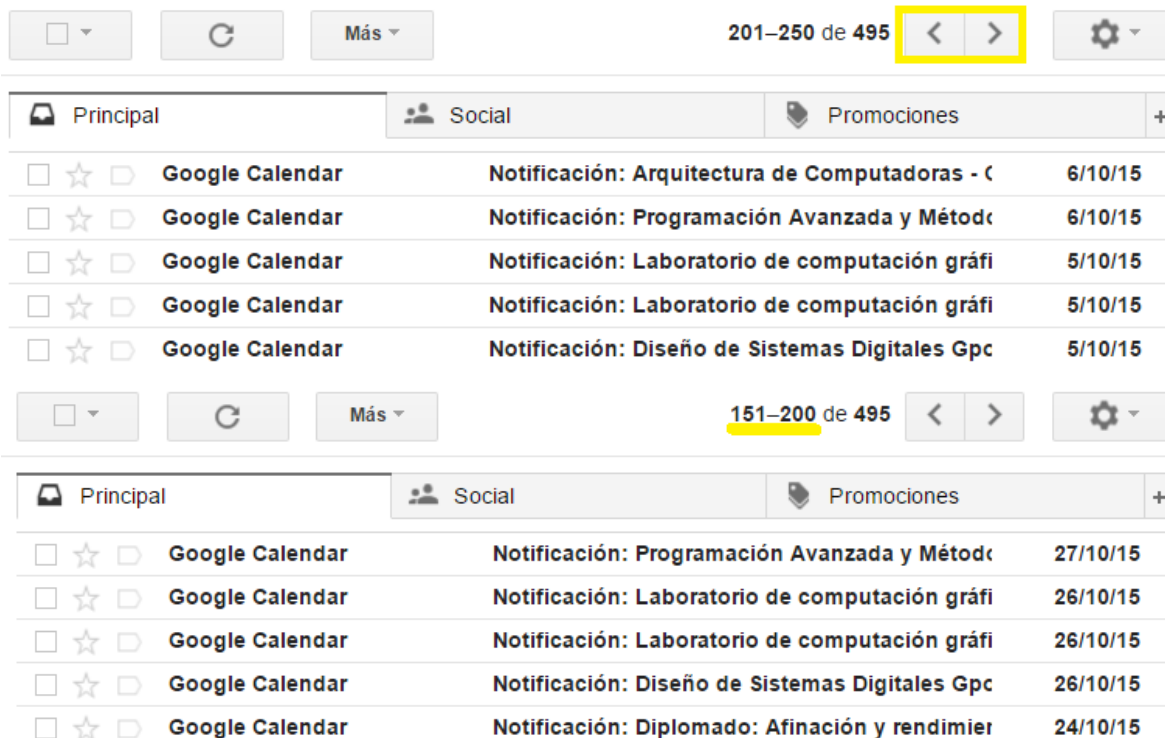 Más 201–250 de 495
Principal Social Promociones
Google Calendar Notificación: Arquitectura de Computadoras - 6/10/15
Google Calendar Notificación: Programación Avanzada y Método 6/10/15
Google Calendar Notificación: Laboratorio de computación gráfi 5/10/15
Google Calendar Notificación: Laboratorio de computación gráfi 5/10/15
Google Calendar Notificación: Diseño de Sistemas Digitales Gpo 5/10/15
Más 151–200 de 495
Principal Social Promociones
Google Calendar Notificación: Programación Avanzada y Método 27/10/15
Google Calendar Notificación: Laboratorio de computación gráfi 26/10/15
Google Calendar Notificación: Laboratorio de computación gráfi 26/10/15
Google Calendar Notificación: Diseño de Sistemas Digitales Gpo 26/10/15
Google Calendar Notificación: Diplomado: Afinación y rendimien 24/10/15